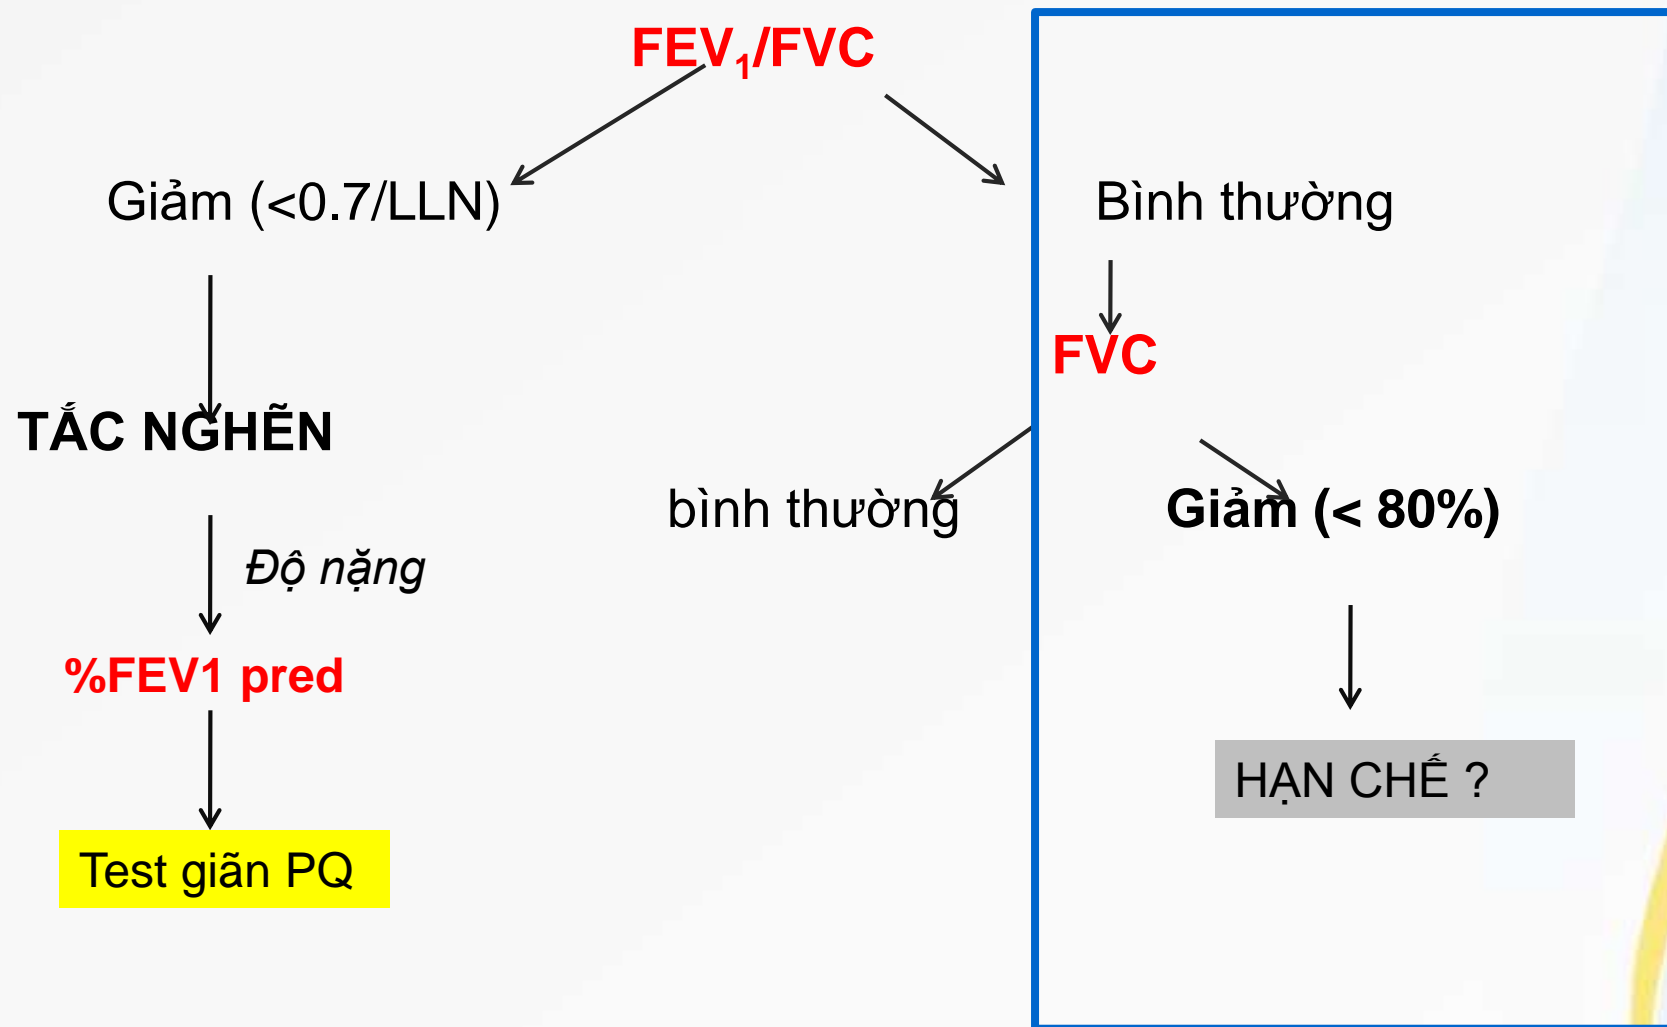 FEV₁/FVC
Giảm (<0.7/LLN)
Bình thường
FVC
TẮC NGHẼN
bình thường
Giảm (< 80%)
Độ nặng
%FEV1 pred
HẠN CHẾ ?
Test giãn PQ